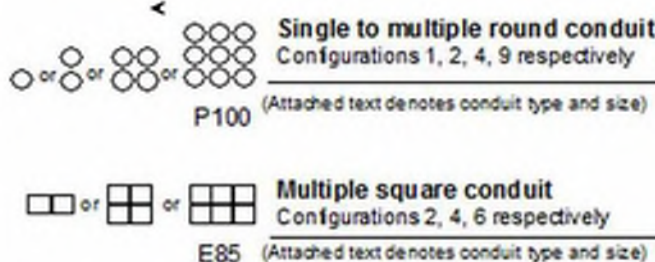 Single to multiple round conduit
Configurations 1, 2, 4, 9 respectively
or or or
(Attached text denotes conduit type and size)
P100
Multiple square conduit
or or
Configurations 2, 4, 6 respectively
E85
(Attached text denotes conduit type and size)